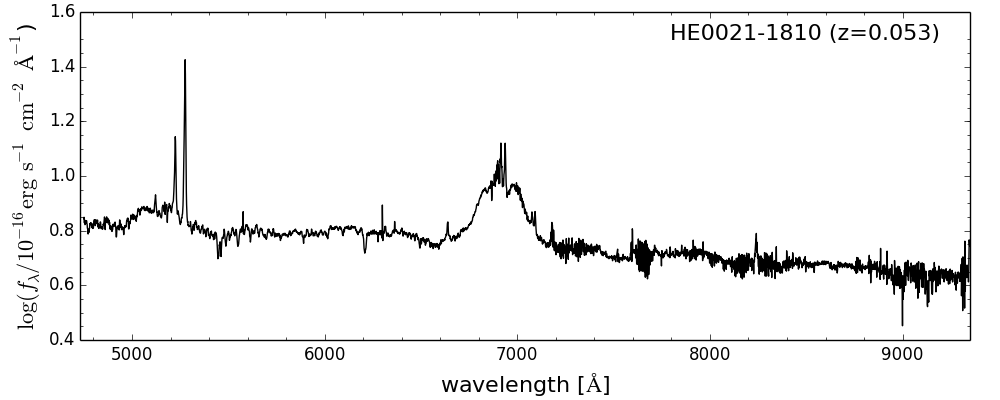 HE0021-1810 (z=0.053)
log(f_λ/10⁻¹⁶ erg s⁻¹ cm⁻² Å⁻¹)
1.6
1.4
1.2
1.0
0.8
0.6
0.4
5000 6000 7000 8000 9000
wavelength [Å]